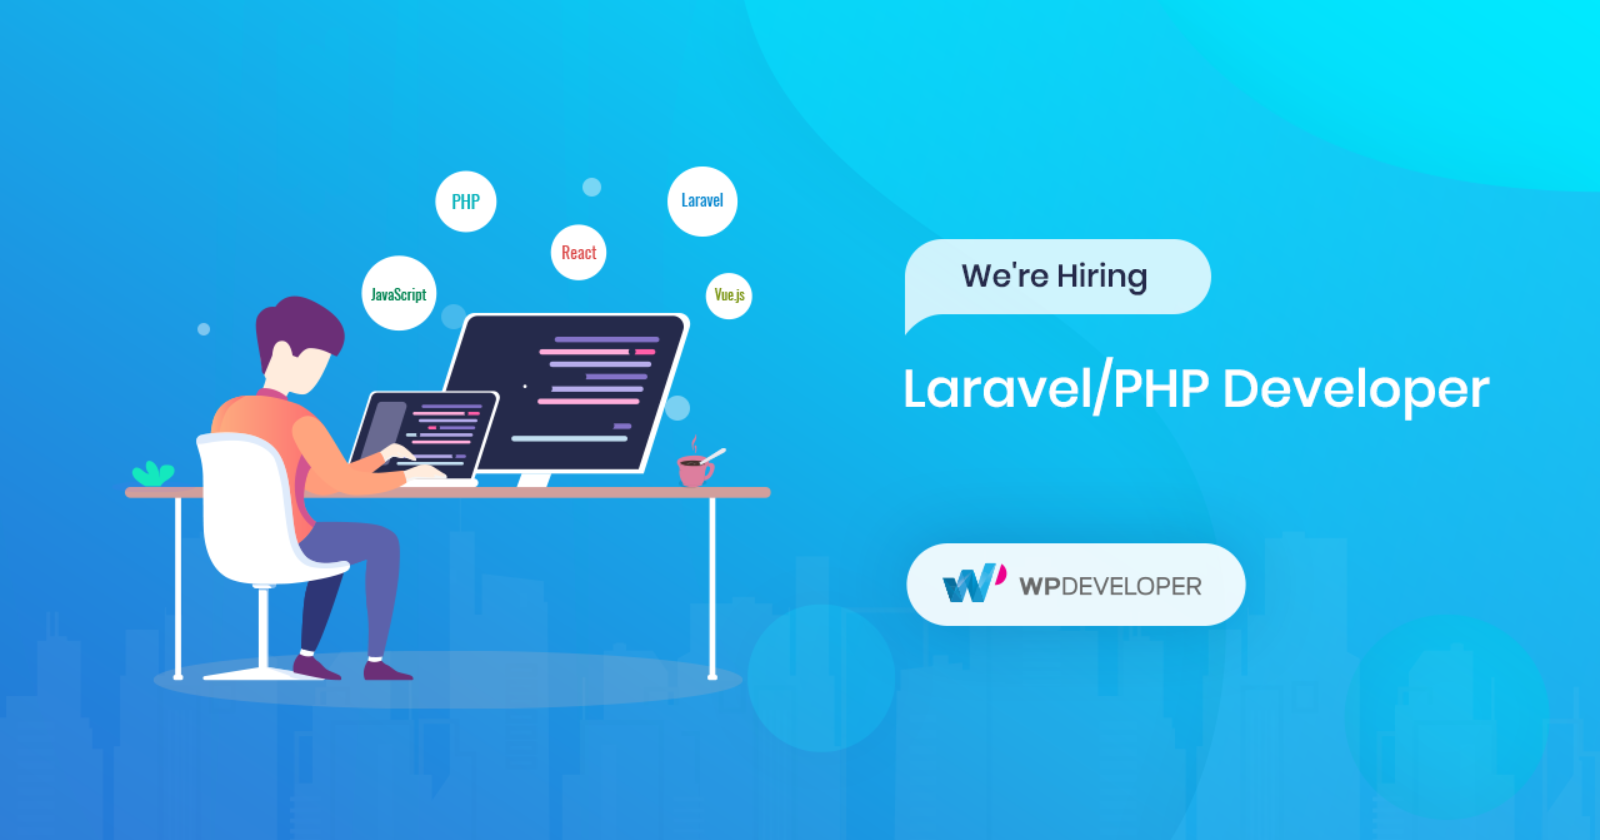 PHP
Laravel
React
JavaScript
Vue.js
We're Hiring
Laravel/PHP Developer
WPDEVELOPER